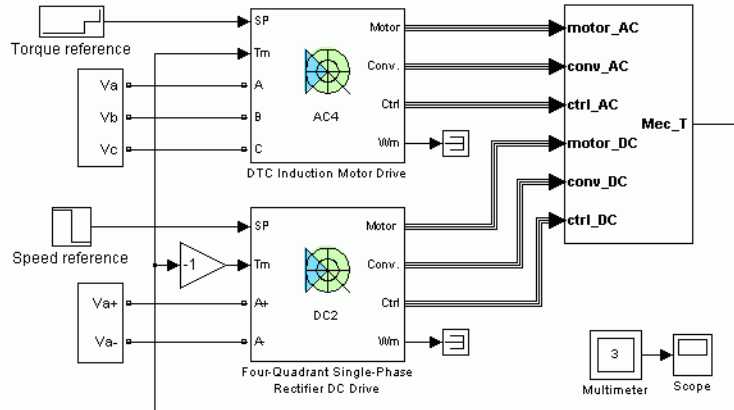 Torque reference
SP
Tm
A
B
C
Motor
Conv.
Ctrl
Wm
AC4
DTC Induction Motor Drive
Va
Vb
Vc
motor_AC
conv_AC
ctrl_AC
motor_DC
conv_DC
ctrl_DC
Mec_T
Speed reference
-1
SP
Tm
A+
A-
Motor
Conv.
Ctrl
Wm
DC2
Four-Quadrant Single-Phase
Rectifier DC Drive
Va+
Va-
3
Multimeter
Scope